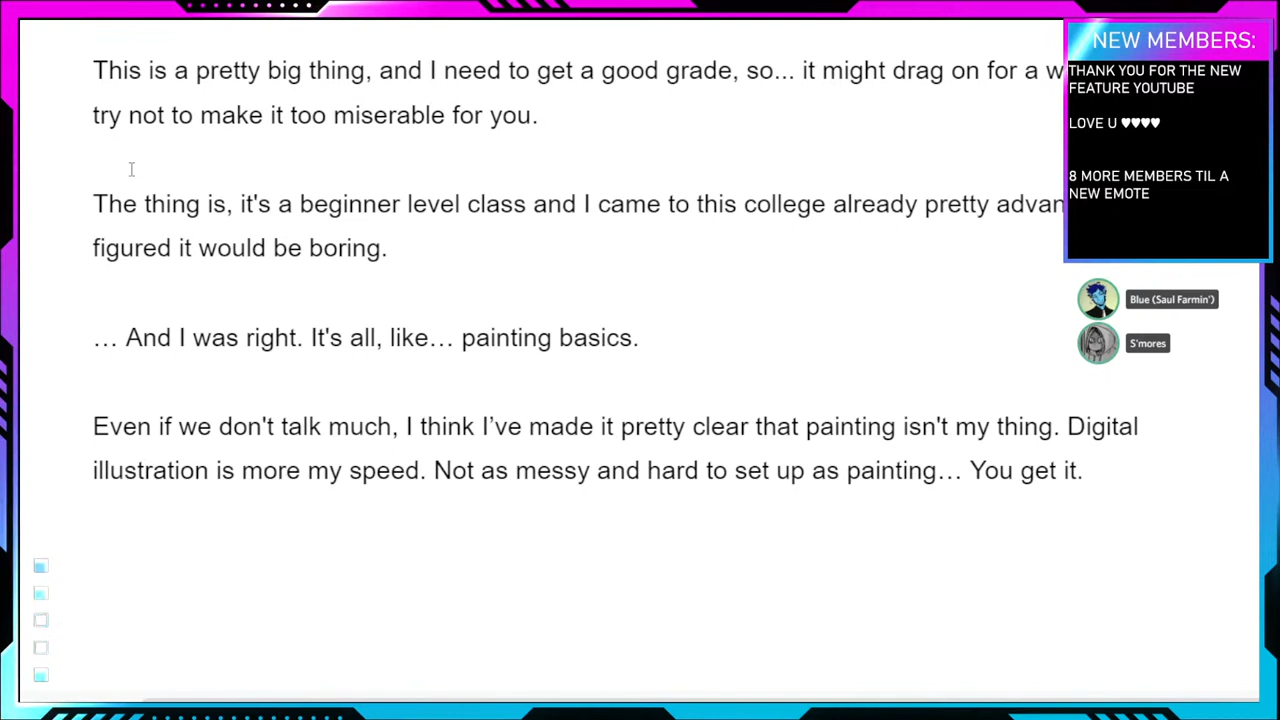 This is a pretty big thing, and I need to get a good grade, so... it might drag on for a
try not to make it too miserable for you.
The thing is, it's a beginner level class and I came to this college already pretty
figured it would be boring.
… And I was right. It's all, like… painting basics.
Even if we don't talk much, I think I’ve made it pretty clear that painting isn't my thing. Digital
illustration is more my speed. Not as messy and hard to set up as painting… You get it.
NEW MEMBERS:
THANK YOU FOR THE NEW
FEATURE YOUTUBE
LOVE U ♥♥♥♥
8 MORE MEMBERS TIL A
NEW EMOTE
Blue (Saul Farmin')
S'mores